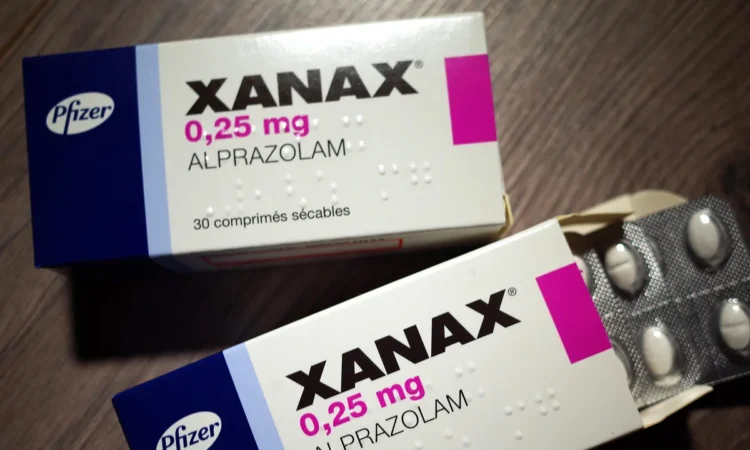 Pfizer
XANAX®
0,25 mg
ALPRAZOLAM
30 comprimés sécables
Pfizer
XANAX®
0,25 mg
ALPRAZOLAM